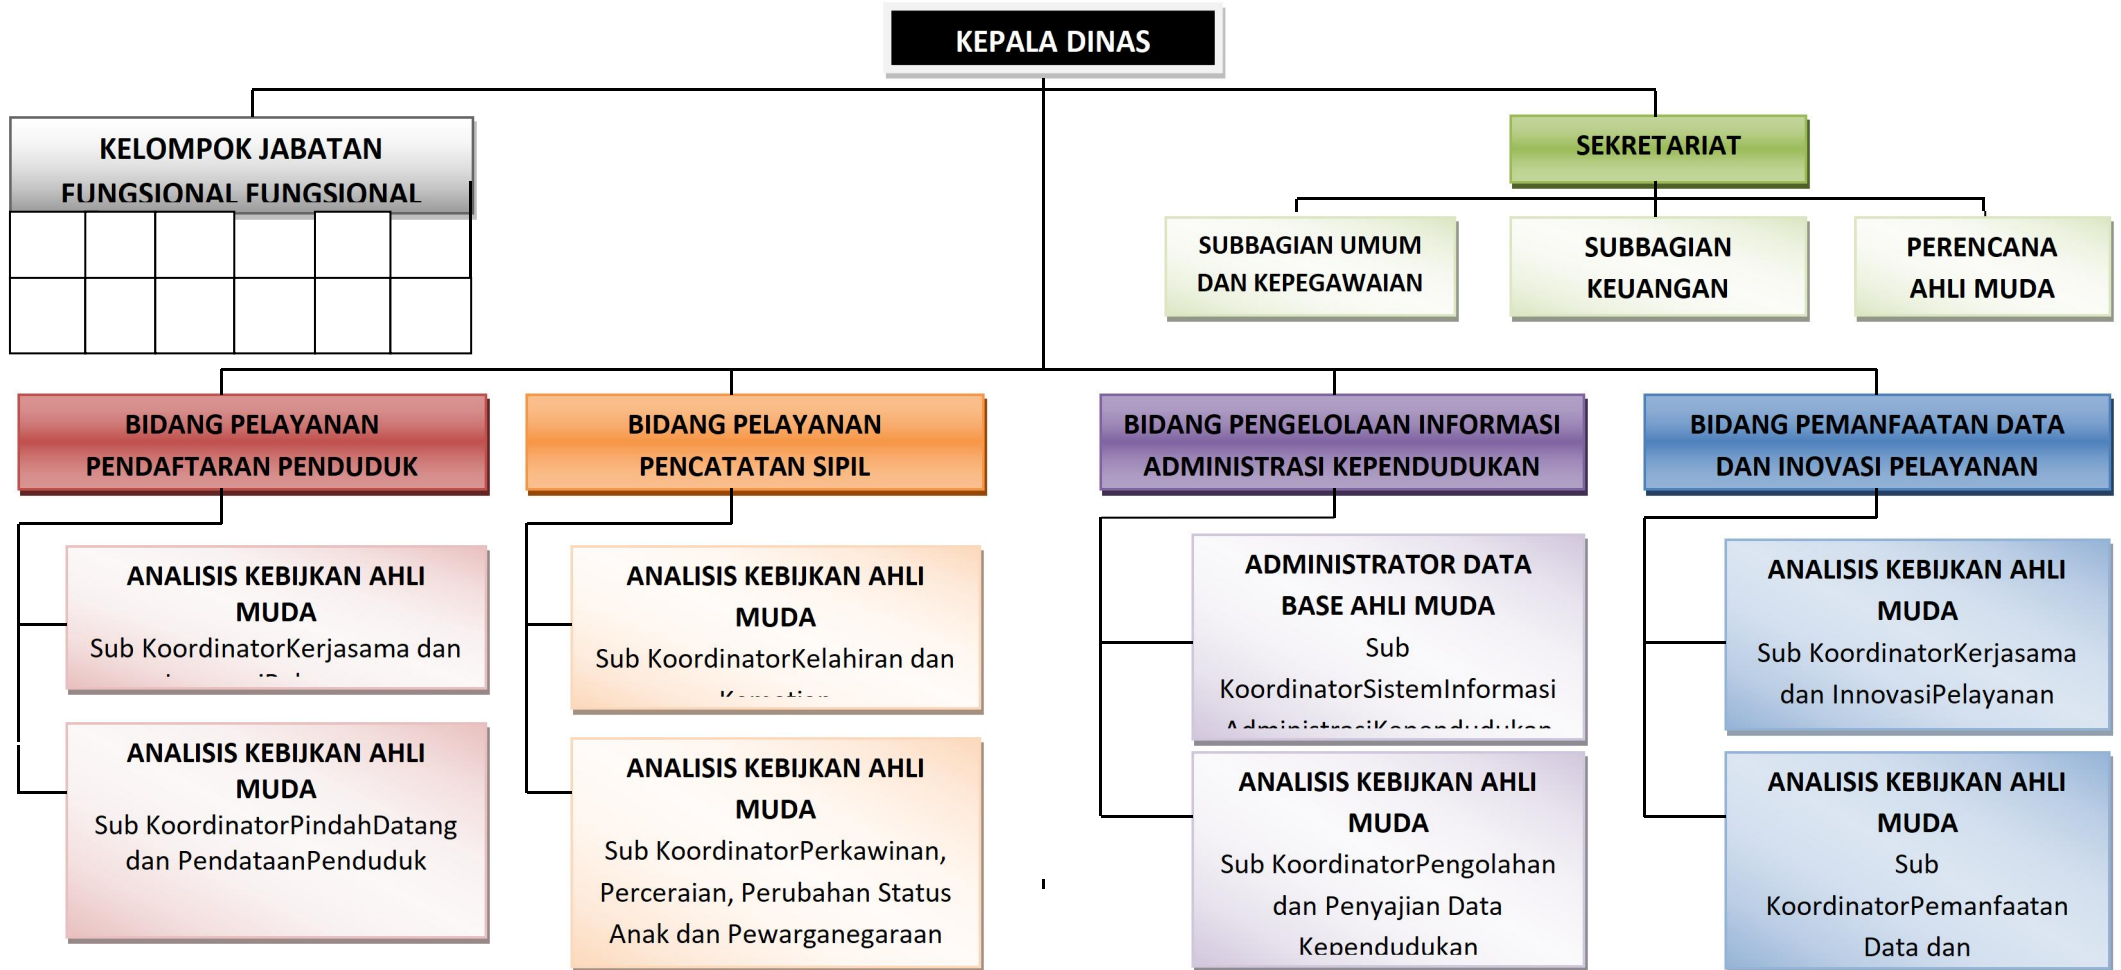 KEPALA DINAS
KELOMPOK JABATAN
FUNGSIONAL FUNGSIONAL
SEKRETARIAT
SUBBAGIAN UMUM
DAN KEPEGAWAIAN
SUBBAGIAN
KEUANGAN
PERENCANA
AHLI MUDA
BIDANG PELAYANAN
PENDAFTARAN PENDUDUK
BIDANG PELAYANAN
PENCATATAN SIPIL
BIDANG PENGELOLAAN INFORMASI
ADMINISTRASI KEPENDUDUKAN
BIDANG PEMANFAATAN DATA
DAN INOVASI PELAYANAN
ANALISIS KEBIJKAN AHLI
MUDA
Sub KoordinatorKerjasama dan
ANALISIS KEBIJKAN AHLI
MUDA
Sub KoordinatorPindahDatang
dan PendataanPenduduk
ANALISIS KEBIJKAN AHLI
MUDA
Sub KoordinatorKelahiran dan
ANALISIS KEBIJKAN AHLI
MUDA
Sub KoordinatorPerkawinan,
Perceraian, Perubahan Status
Anak dan Pewarganegaraan
ADMINISTRATOR DATA
BASE AHLI MUDA
Sub
KoordinatorSistemInformasi
AdministrasiKependudukan
ANALISIS KEBIJKAN AHLI
MUDA
Sub KoordinatorPengolahan
dan Penyajian Data
Kependudukan
ANALISIS KEBIJKAN AHLI
MUDA
Sub KoordinatorKerjasama
dan InnovasiPelayanan
ANALISIS KEBIJKAN AHLI
MUDA
Sub
KoordinatorPemanfaatan
Data dan